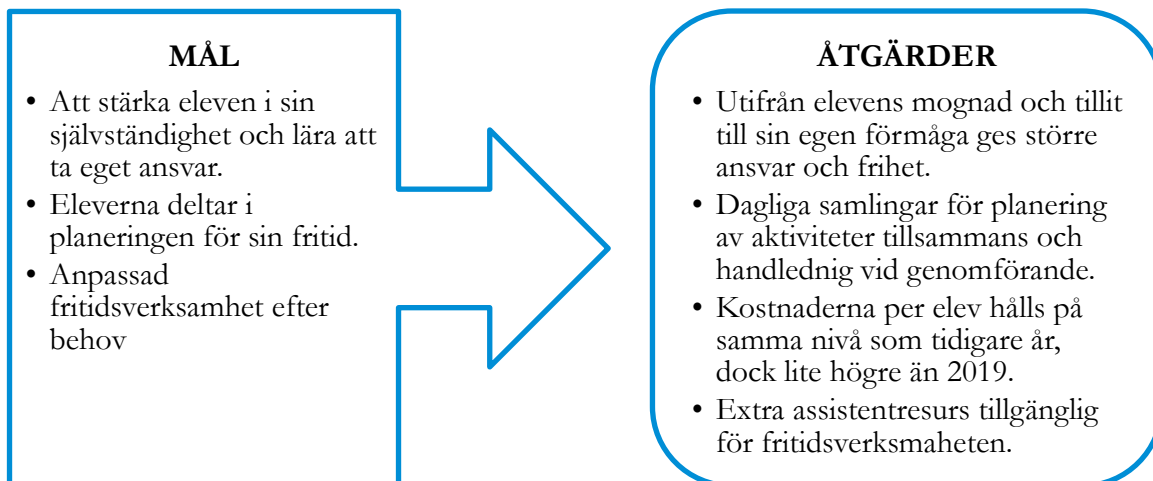 MÅL
• Att stärka eleven i sin
självständighet och lära att
ta eget ansvar.
• Eleverna deltar i
planeringen för sin fritid.
• Anpassad
fritidsverksamhet efter
behov
ÅTGÄRDER
• Utifrån elevens mognad och tillit
till sin egen förmåga ges större
ansvar och frihet.
• Dagliga samlingar för planering
av aktiviteter tillsammans och
handlednig vid genomförande.
• Kostnaderna per elev hålls på
samma nivå som tidigare år,
dock lite högre än 2019.
• Extra assistentresurs tillgänglig
för fritidsverksmaheten.